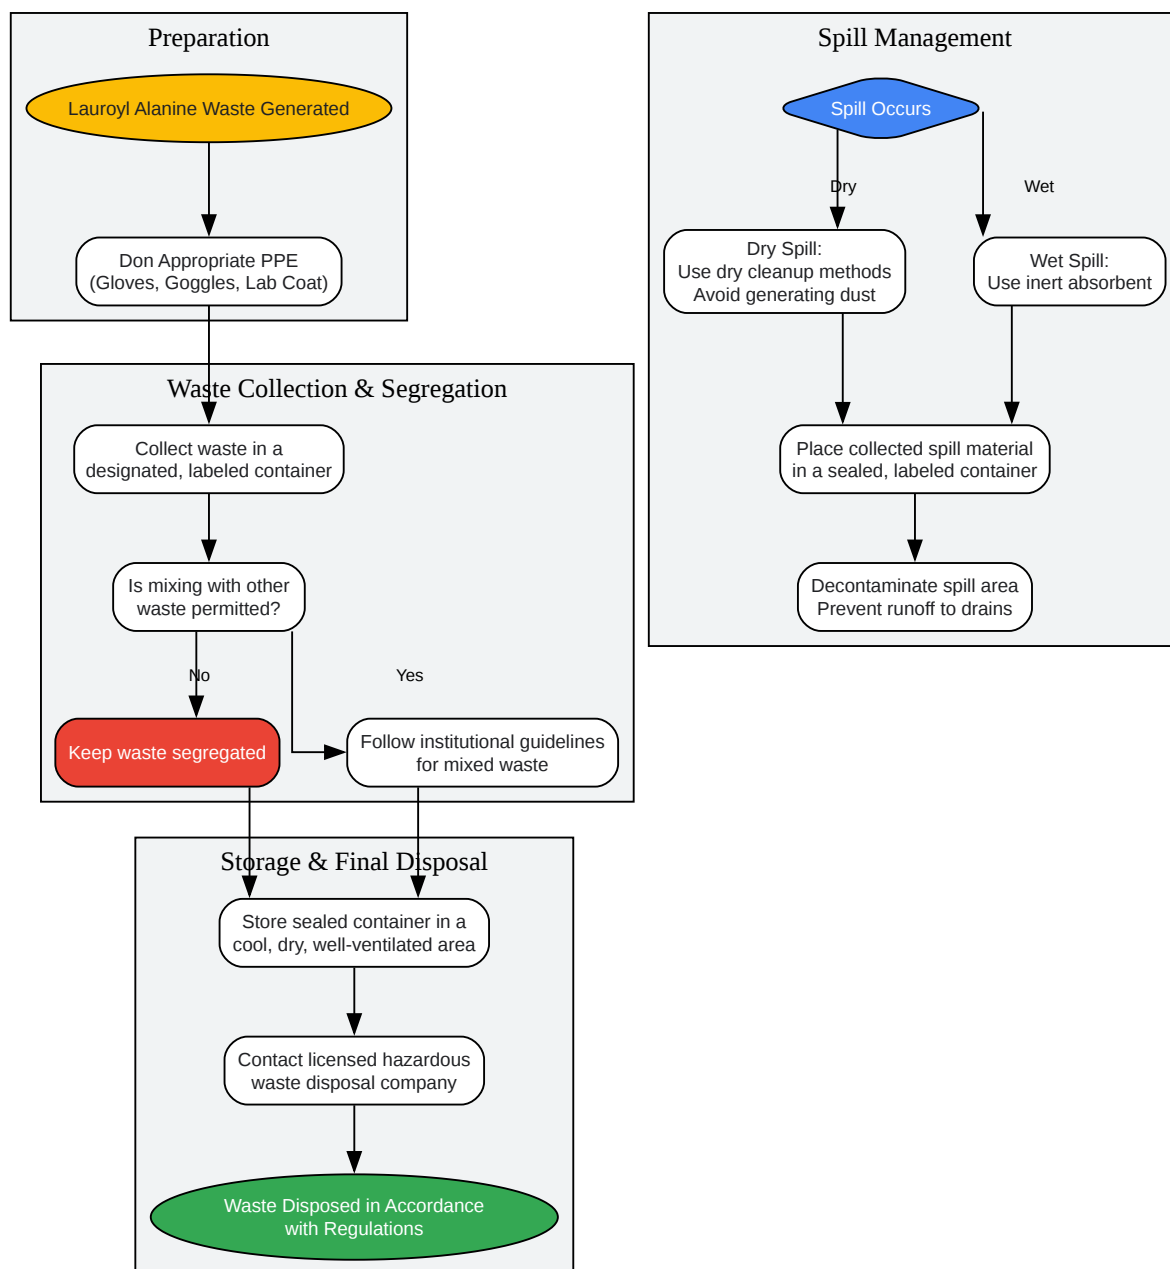 Preparation
Lauroyl Alanine Waste Generated
Don Appropriate PPE
(Gloves, Goggles, Lab Coat)
Waste Collection & Segregation
Collect waste in a
designated, labeled container
Is mixing with other
waste permitted?
No
Yes
Keep waste segregated
Follow institutional guidelines
for mixed waste
Storage & Final Disposal
Store sealed container in a
cool, dry, well-ventilated area
Contact licensed hazardous
waste disposal company
Waste Disposed in Accordance
with Regulations
Spill Management
Spill Occurs
Dry
Wet
Dry Spill:
Use dry cleanup methods
Avoid generating dust
Wet Spill:
Use inert absorbent
Place collected spill material
in a sealed, labeled container
Decontaminate spill area
Prevent runoff to drains